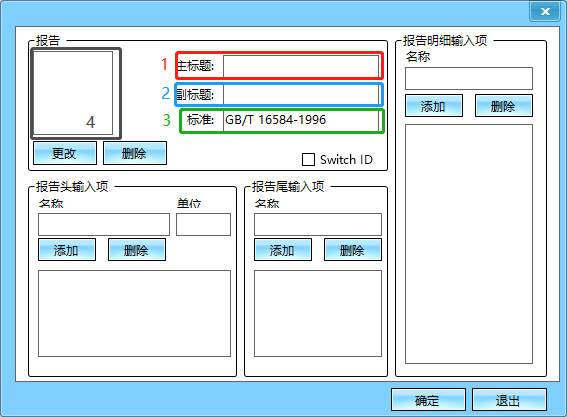 报告
1 主标题:
2 副标题:
3 标准: GB/T 16584-1996
4
更改 删除
Switch ID
报告头输入项
名称 单位
添加 删除
报告尾输入项
名称
添加 删除
报告明细输入项
名称
添加 删除
确定 退出